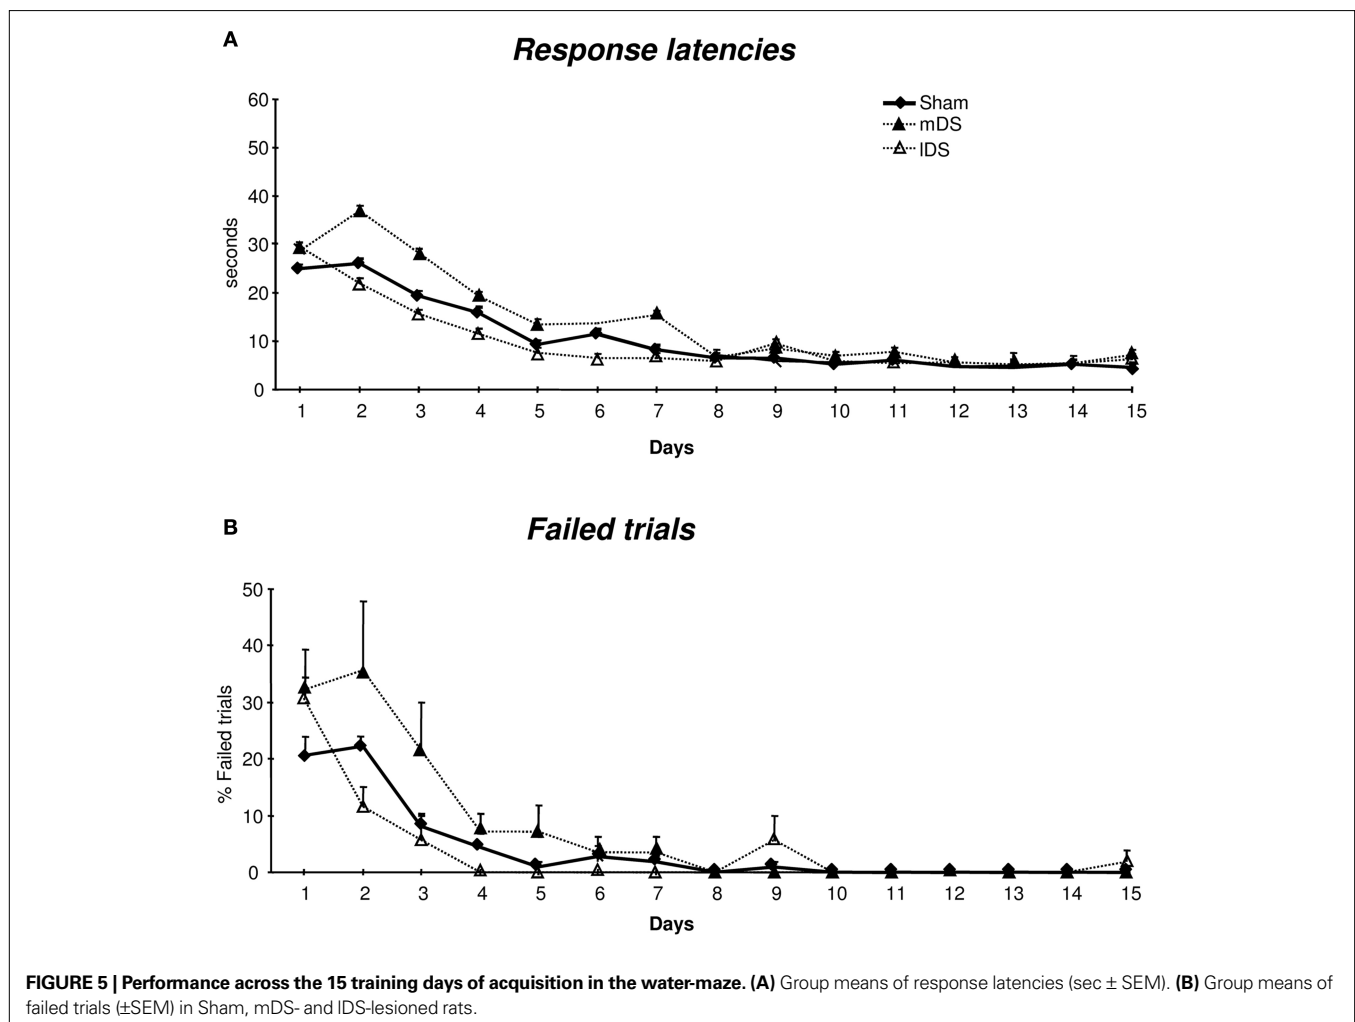 A
Response latencies
60
50
40
30
20
10
0
seconds
Sham
mDS
lDS
1 2 3 4 5 6 7 8 9 10 11 12 13 14 15
Days
B
Failed trials
50
40
30
20
10
0
% Failed trials
1 2 3 4 5 6 7 8 9 10 11 12 13 14 15
Days
FIGURE 5 | Performance across the 15 training days of acquisition in the water-maze. (A) Group means of response latencies (sec ± SEM). (B) Group means of
failed trials (±SEM) in Sham, mDS- and lDS-lesioned rats.